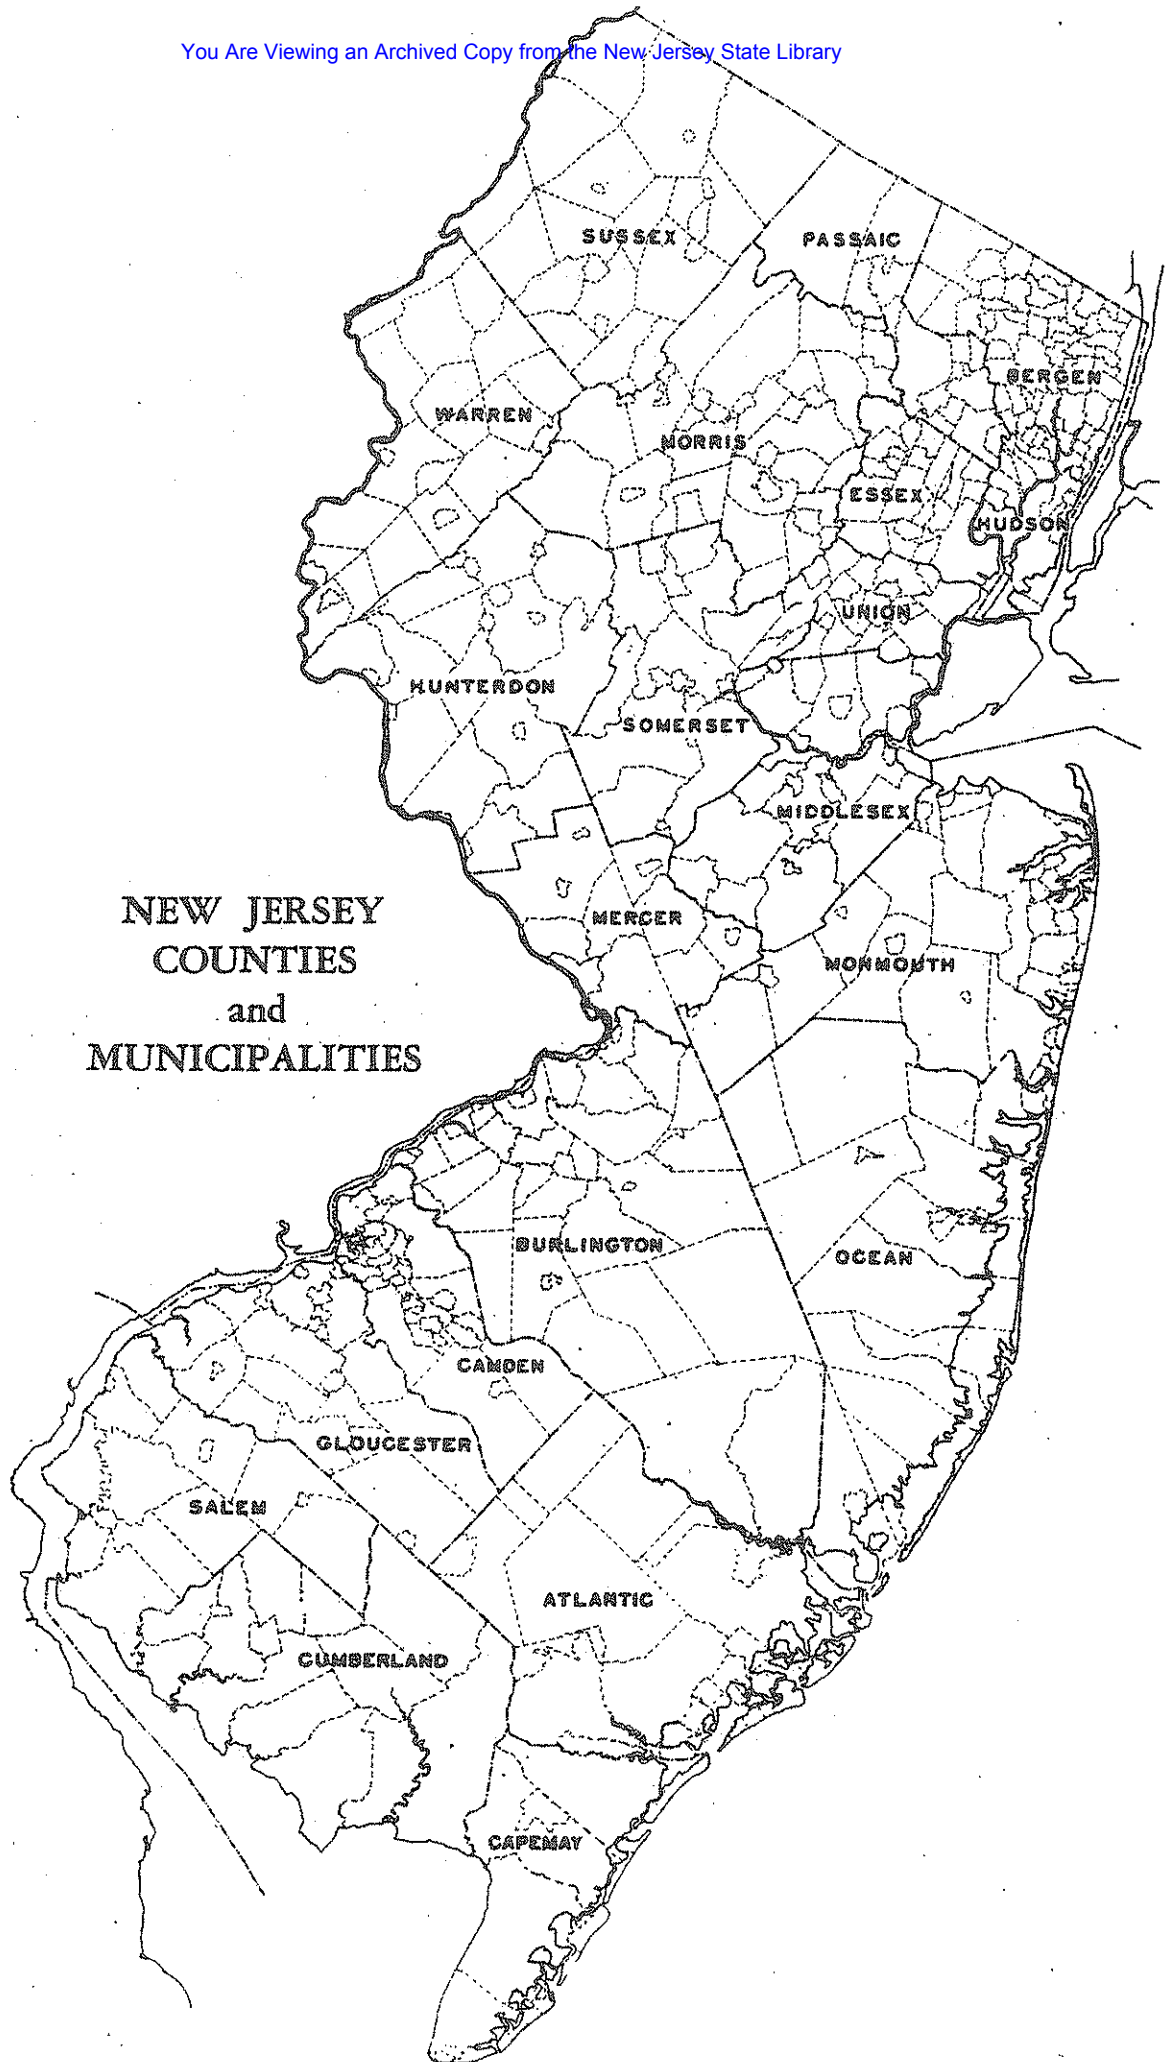 You Are Viewing an Archived Copy from the New Jersey State Library
SUSSEX
PASSAIC
BERGEN
WARREN
MORRIS
ESSEX
HUDSON
UNION
HUNTERDON
SOMERSET
MIDDLESEX
NEW JERSEY
COUNTIES
and
MUNICIPALITIES
MERCER
MONMOUTH
BURLINGTON
OCEAN
CAMDEN
GLOUCESTER
SALEM
ATLANTIC
CUMBERLAND
CAPEMAY